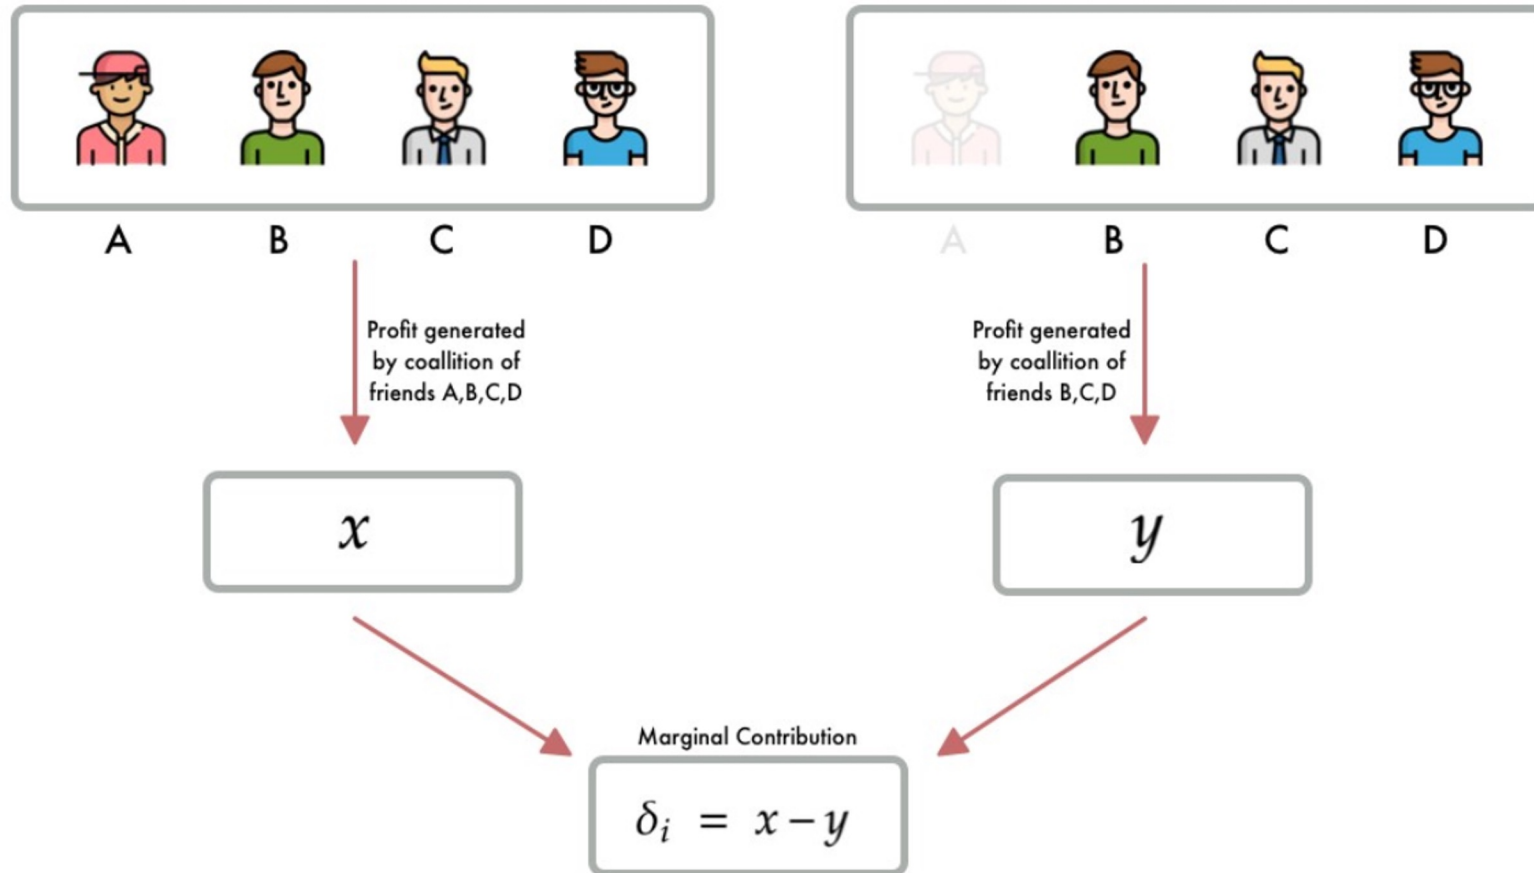 A B C D
A B C D
Profit generated
by coallition of
friends A,B,C,D
Profit generated
by coallition of
friends B,C,D
x
y
Marginal Contribution
δᵢ = x − y